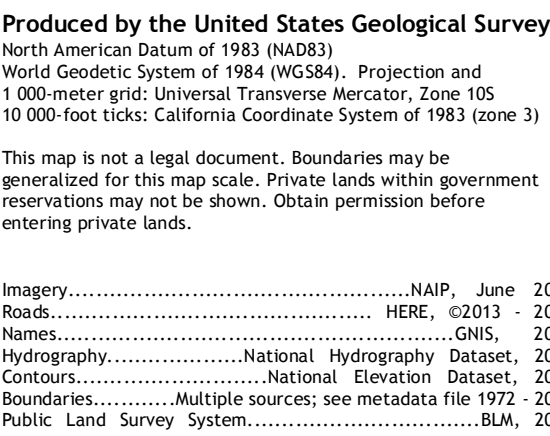 Produced by the United States Geological Survey
North American Datum of 1983 (NAD83)
World Geodetic System of 1984 (WGS84). Projection and
1 000-meter grid: Universal Transverse Mercator, Zone 10S
10 000-foot ticks: California Coordinate System of 1983 (zone 3)
This map is not a legal document. Boundaries may be
generalized for this map scale. Private lands within government
reservations may not be shown. Obtain permission before
entering private lands.
Imagery..................................................NAIP, June 20
Roads............................................... HERE, ©2013 - 20
Names..........................................................GNIS, 20
Hydrography....................National Hydrography Dataset, 20
Contours............................National Elevation Dataset, 20
Boundaries............Multiple sources; see metadata file 1972 - 20
Public Land Survey System..................................BLM, 20